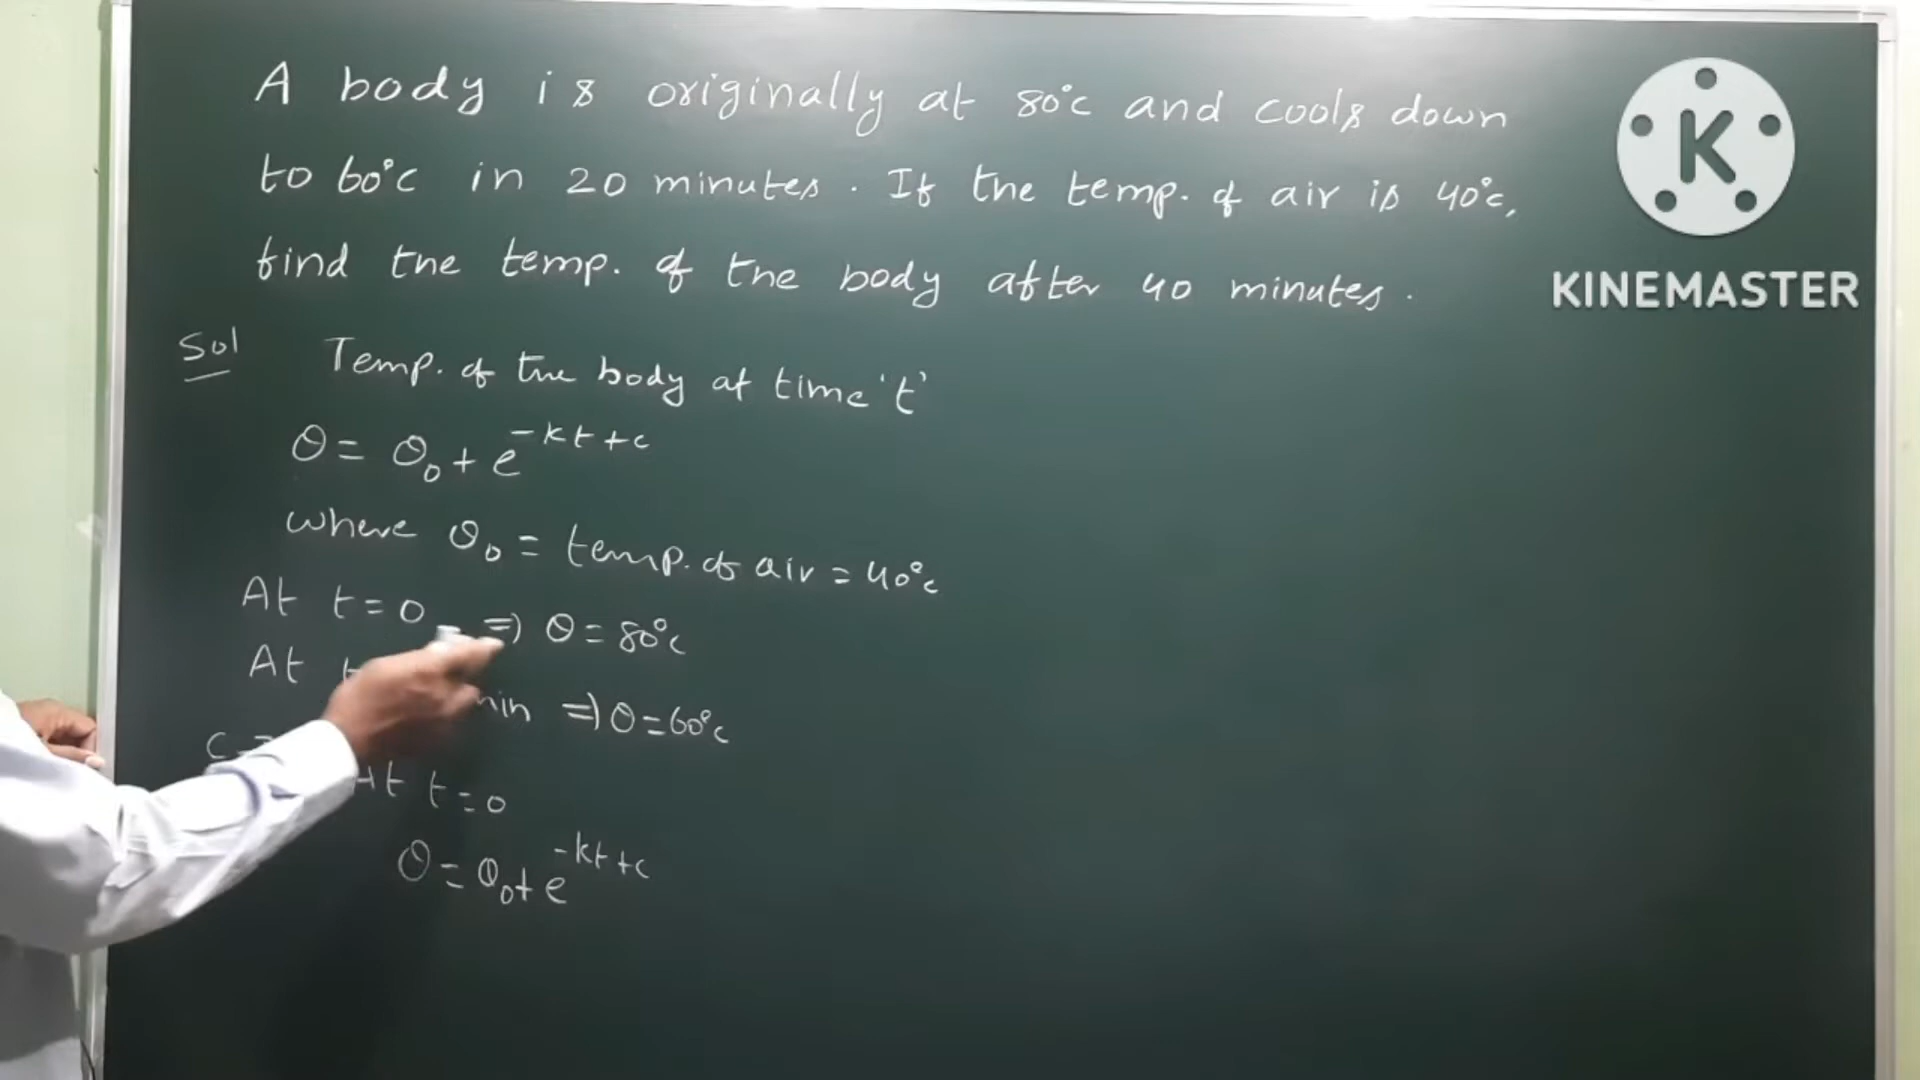 A body is originally at 80°c and cools down
to 60°c in 20 minutes. If the temp. of air is 40°c,
find the temp. of the body after 40 minutes.
Sol Temp. of the body at time 't'
θ = θ₀ + e^{-kt+c}
where θ₀ = temp. of air = 40°c
At t=0 ⇒ θ = 80°c
At min ⇒ θ = 60°c
At t=0
θ = θ₀ + e^{-kt+c}
K
KINEMASTER